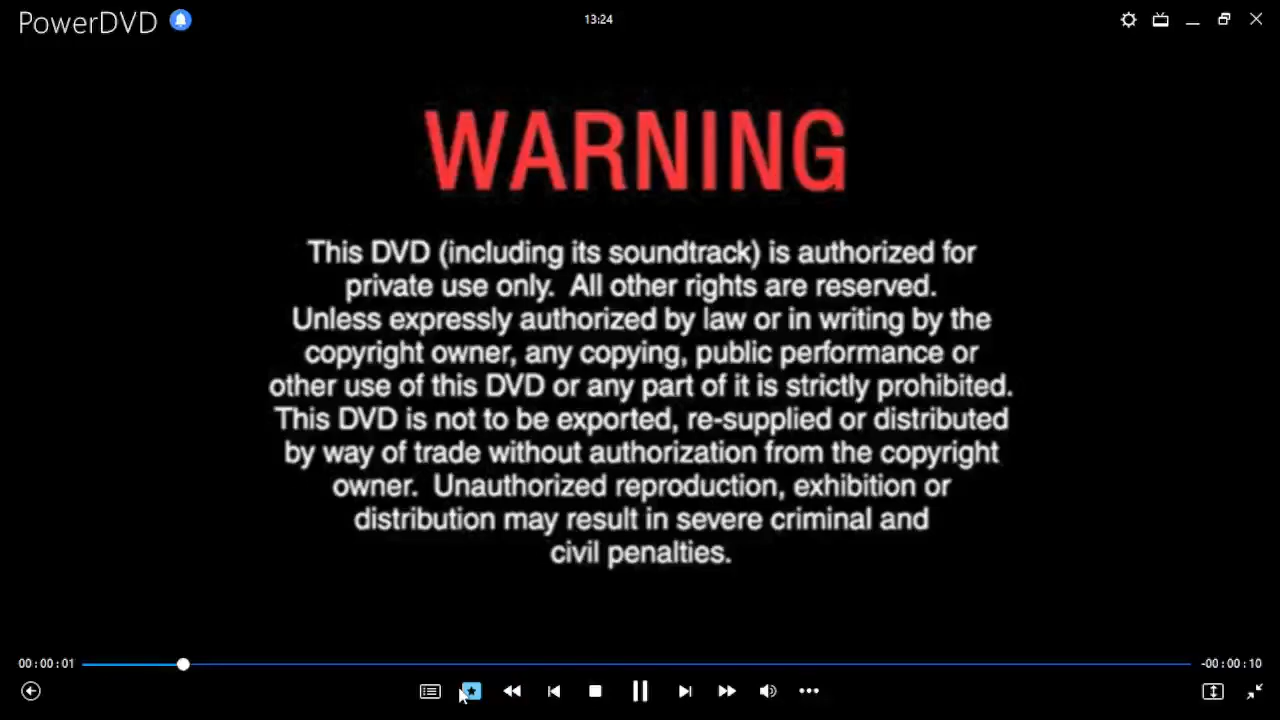 PowerDVD
13:24
WARNING
This DVD (including its soundtrack) is authorized for
private use only.  All other rights are reserved.
Unless expressly authorized by law or in writing by the
copyright owner, any copying, public performance or
other use of this DVD or any part of it is strictly prohibited.
This DVD is not to be exported, re-supplied or distributed
by way of trade without authorization from the copyright
owner.  Unauthorized reproduction, exhibition or
distribution may result in severe criminal and
civil penalties.
00:00:01
-00:00:10